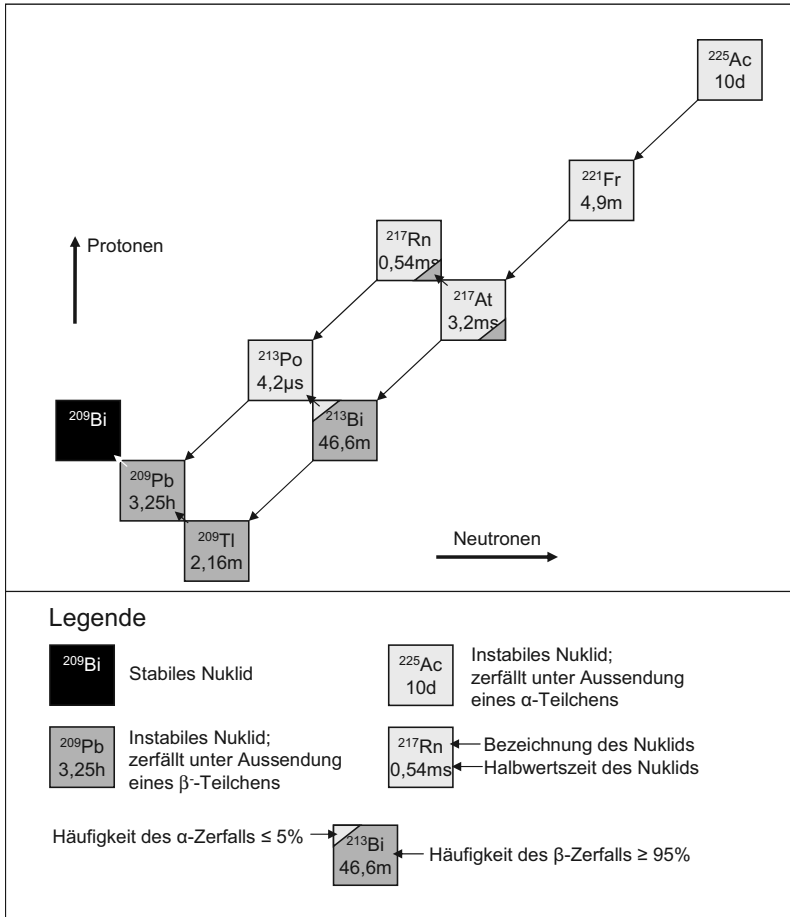 ²²⁵Ac
10d
²²¹Fr
4,9m
Protonen
²¹⁷Rn
0,54ms
²¹⁷At
3,2ms
²¹³Po
4,2µs
²⁰⁹Bi
²¹³Bi
46,6m
²⁰⁹Pb
3,25h
²⁰⁹Tl
2,16m
Neutronen
Legende
²⁰⁹Bi
Stabiles Nuklid
²²⁵Ac
10d
Instabiles Nuklid;
zerfällt unter Aussendung
eines α-Teilchens
²⁰⁹Pb
3,25h
Instabiles Nuklid;
zerfällt unter Aussendung
eines β⁻-Teilchens
²¹⁷Rn
0,54ms
Bezeichnung des Nuklids
Halbwertszeit des Nuklids
Häufigkeit des α-Zerfalls ≤ 5%
²¹³Bi
46,6m
Häufigkeit des β-Zerfalls ≥ 95%